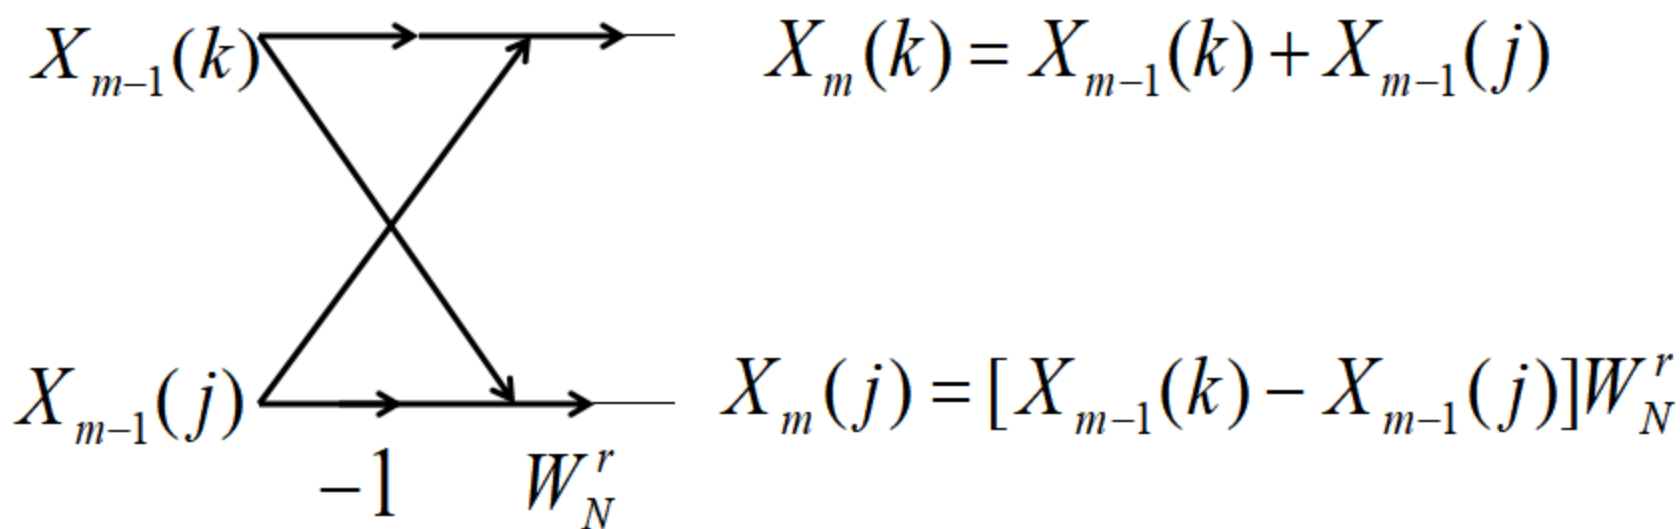 X_{m-1}(k)
X_m(k) = X_{m-1}(k) + X_{m-1}(j)
X_{m-1}(j)
X_m(j) = [X_{m-1}(k) − X_{m-1}(j)]W_N^r
−1
W_N^r